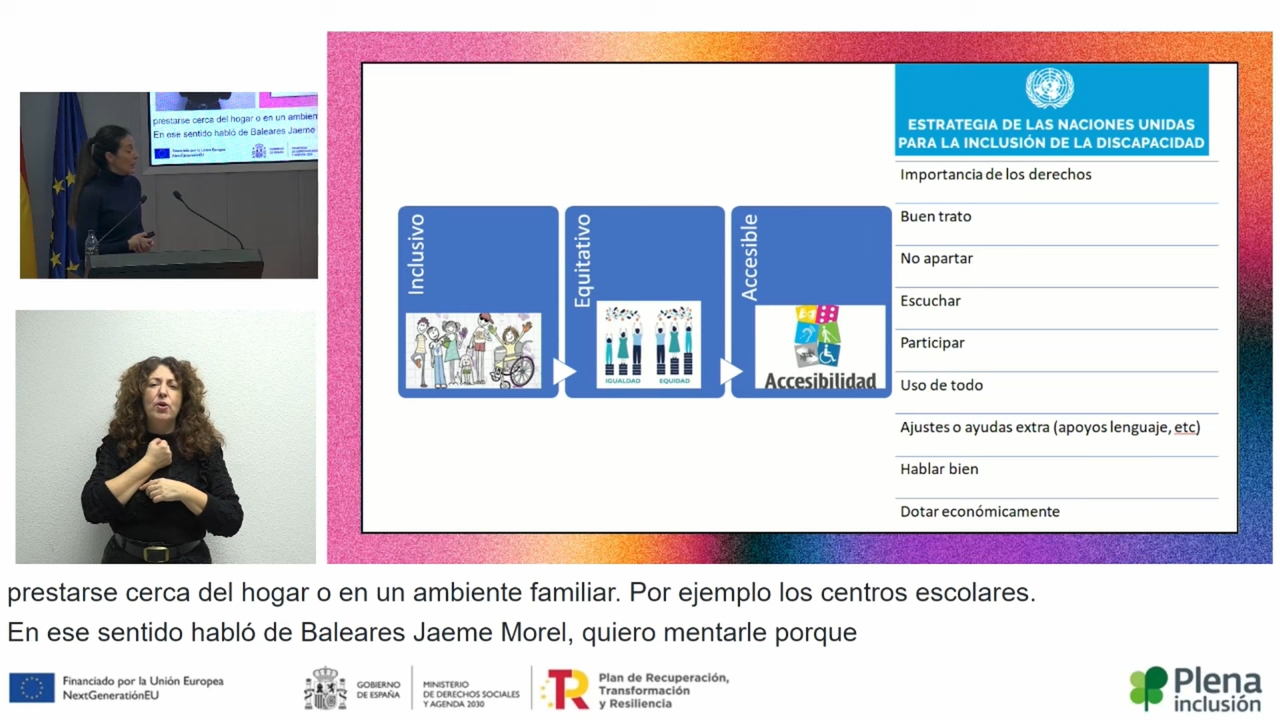 prestarse cerca del hogar o en un ambien
En ese sentido habló de Baleares Jaeme
ESTRATEGIA DE LAS NACIONES UNIDAS
PARA LA INCLUSIÓN DE LA DISCAPACIDAD
Inclusivo
Equitativo
IGUALDAD EQUIDAD
Accesible
Accesibilidad
Importancia de los derechos
Buen trato
No apartar
Escuchar
Participar
Uso de todo
Ajustes o ayudas extra (apoyos lenguaje, etc)
Hablar bien
Dotar económicamente
prestarse cerca del hogar o en un ambiente familiar. Por ejemplo los centros escolares.
En ese sentido habló de Baleares Jaeme Morel, quiero mentarle porque
Financiado por la Unión Europea
NextGenerationEU
GOBIERNO
DE ESPAÑA
MINISTERIO
DE DERECHOS SOCIALES
Y AGENDA 2030
Plan de Recuperación,
Transformación
y Resiliencia
Plena
inclusión